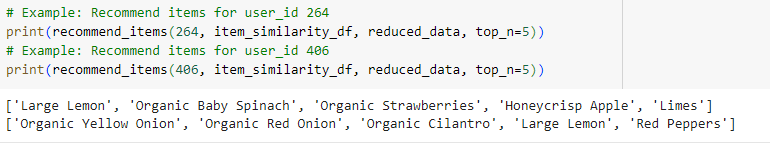 # Example: Recommend items for user_id 264
print(recommend_items(264, item_similarity_df, reduced_data, top_n=5))
# Example: Recommend items for user_id 406
print(recommend_items(406, item_similarity_df, reduced_data, top_n=5))
['Large Lemon', 'Organic Baby Spinach', 'Organic Strawberries', 'Honeycrisp Apple', 'Limes']
['Organic Yellow Onion', 'Organic Red Onion', 'Organic Cilantro', 'Large Lemon', 'Red Peppers']